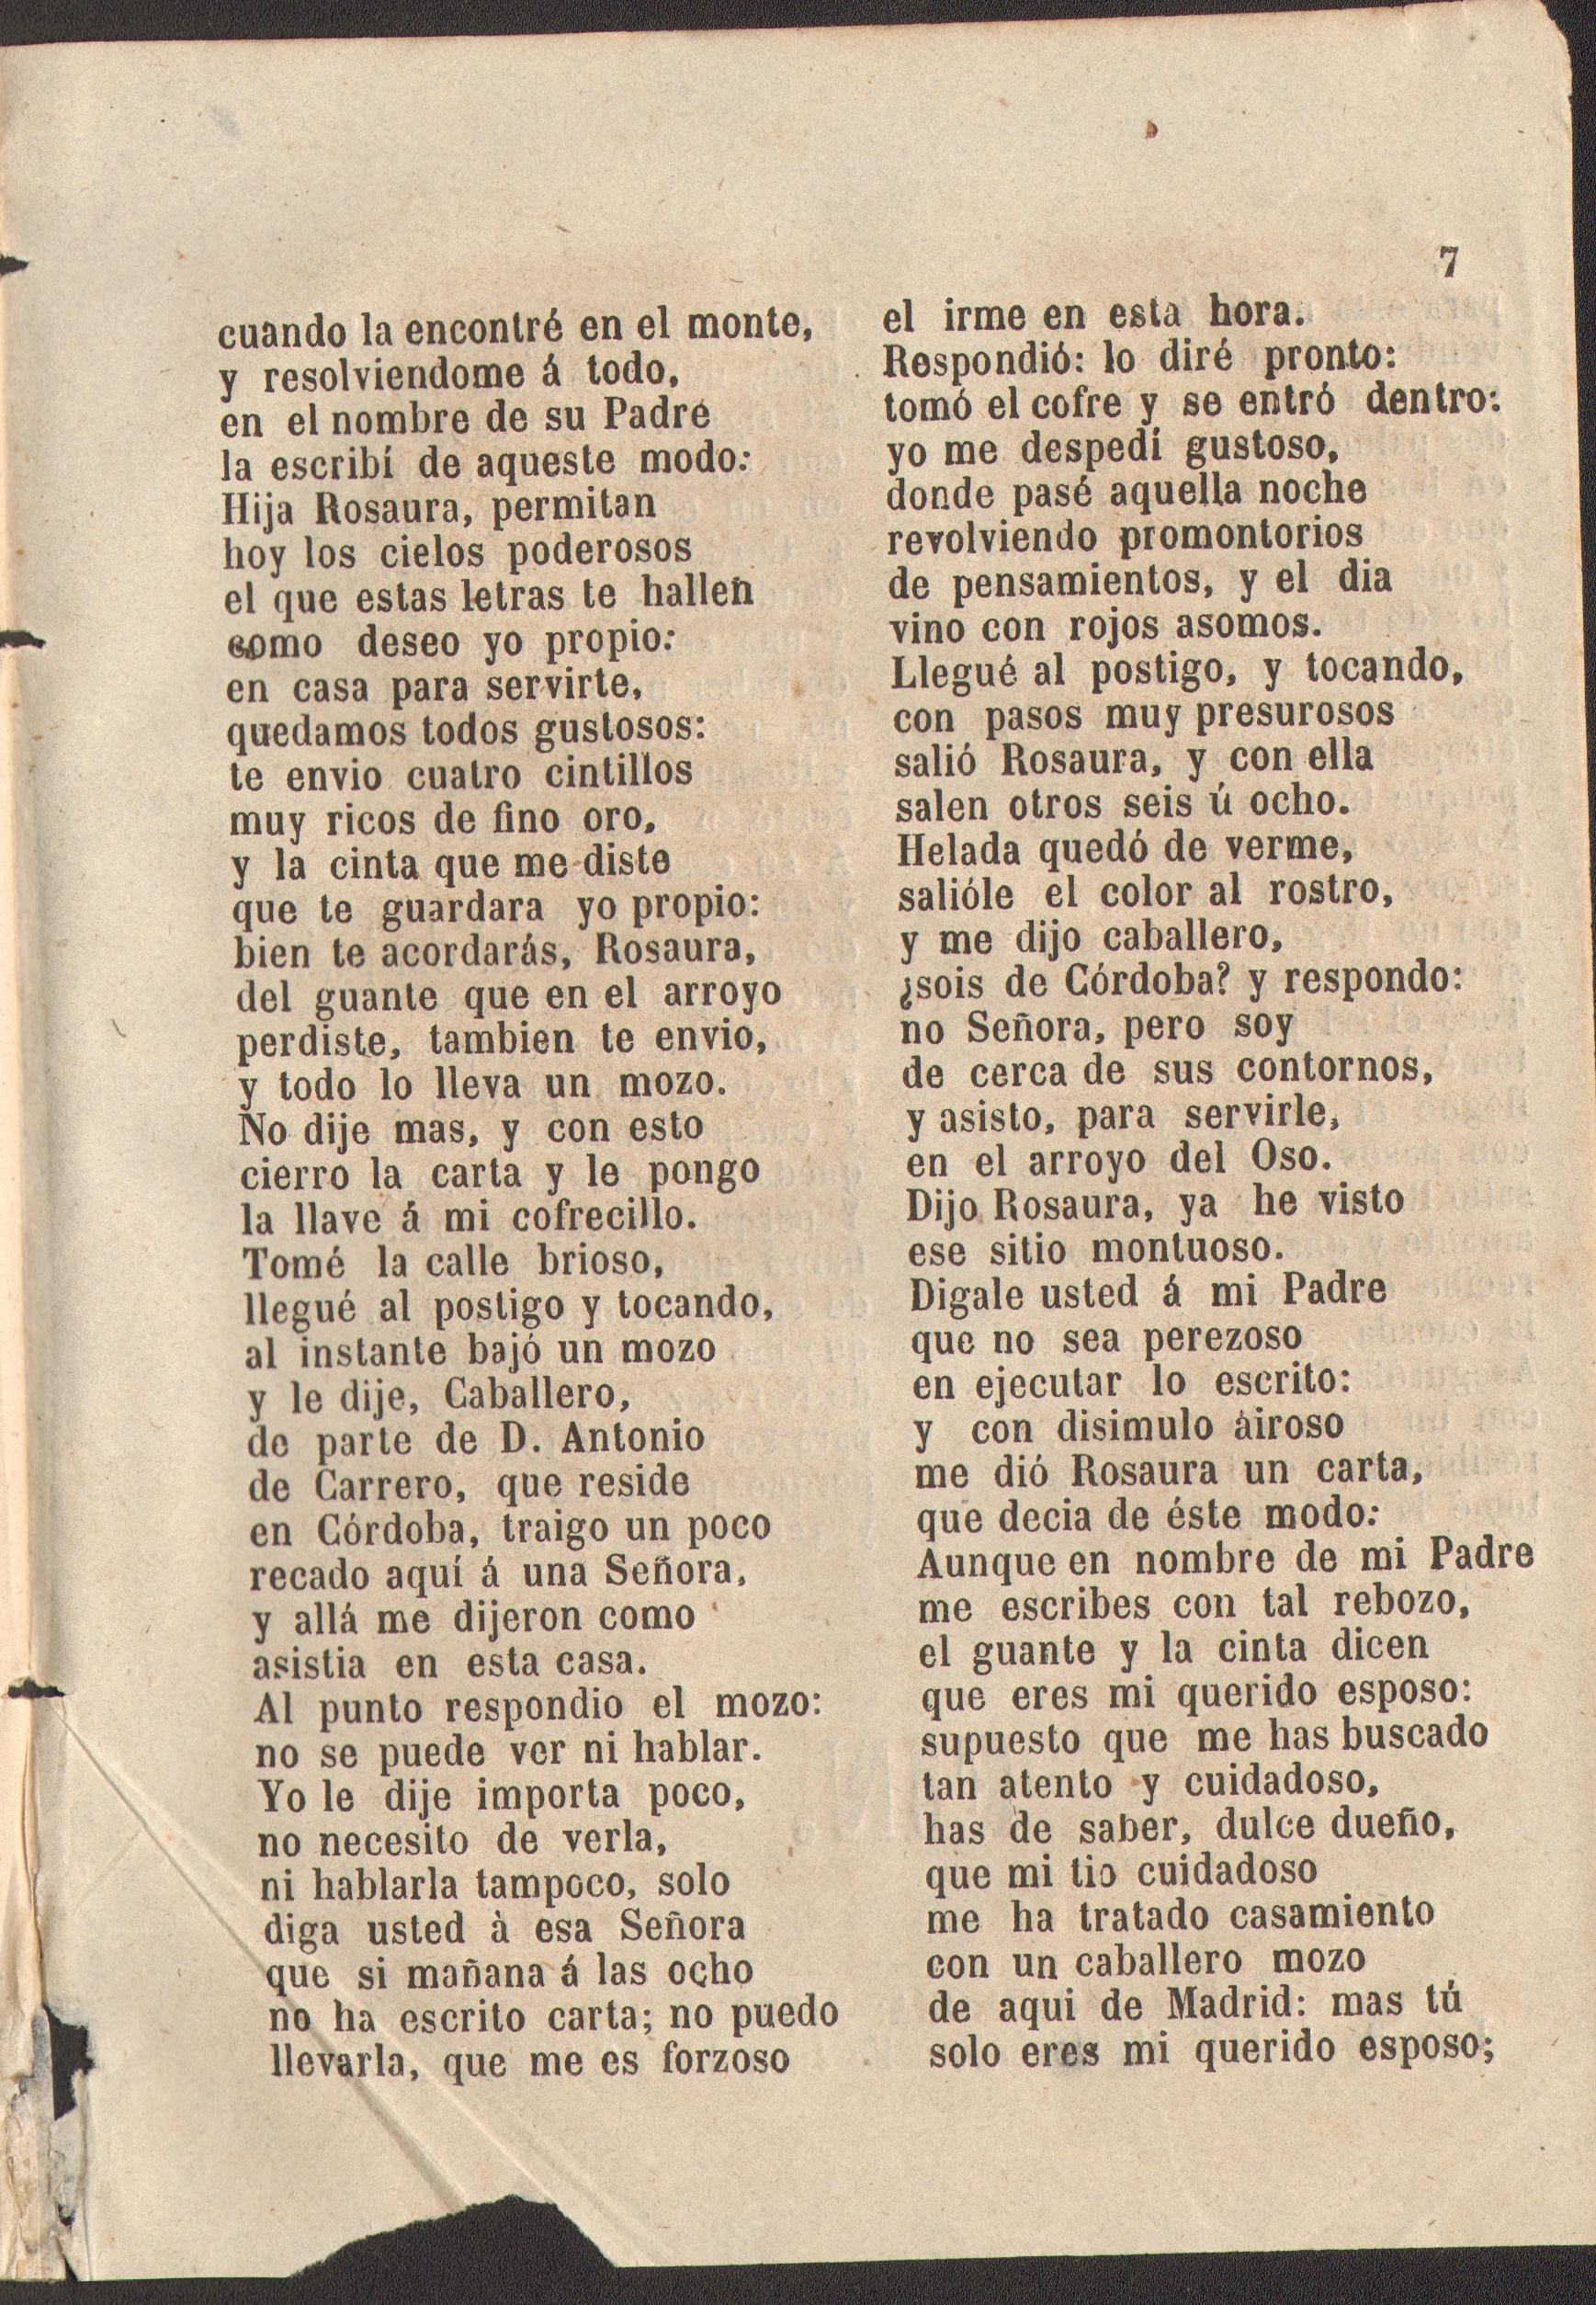 7
cuando la encontré en el monte,
y resolviendome á todo,
en el nombre de su Padre
la escribí de aqueste modo:
Hija Rosaura, permitan
hoy los cielos poderosos
el que estas letras te hallen
como deseo yo propio:
en casa para servirte,
quedamos todos gustosos:
te envio cuatro cintillos
muy ricos de fino oro,
y la cinta que me diste
que te guardara yo propio:
bien te acordarás, Rosaura,
del guante que en el arroyo
perdiste, tambien te envio,
y todo lo lleva un mozo.
No dije mas, y con esto
cierro la carta y le pongo
la llave á mi cofrecillo.
Tomé la calle brioso,
llegué al postigo y tocando,
al instante bajó un mozo
y le dije, Caballero,
de parte de D. Antonio
de Carrero, que reside
en Córdoba, traigo un poco
recado aquí á una Señora,
y allá me dijeron como
asistia en esta casa.
Al punto respondio el mozo:
no se puede ver ni hablar.
Yo le dije importa poco,
no necesito de verla,
ni hablarla tampoco, solo
diga usted à esa Señora
que si mañana á las ocho
no ha escrito carta; no puedo
llevarla, que me es forzoso
el irme en esta hora.
Respondió: lo diré pronto:
tomó el cofre y se entró dentro:
yo me despedí gustoso,
donde pasé aquella noche
revolviendo promontorios
de pensamientos, y el dia
vino con rojos asomos.
Llegué al postigo, y tocando,
con pasos muy presurosos
salió Rosaura, y con ella
salen otros seis ú ocho.
Helada quedó de verme,
salióle el color al rostro,
y me dijo caballero,
¿sois de Córdoba? y respondo:
no Señora, pero soy
de cerca de sus contornos,
y asisto, para servirle,
en el arroyo del Oso.
Dijo Rosaura, ya he visto
ese sitio montuoso.
Digale usted á mi Padre
que no sea perezoso
en ejecutar lo escrito:
y con disimulo áiroso
me dió Rosaura un carta,
que decia de éste modo:
Aunque en nombre de mi Padre
me escribes con tal rebozo,
el guante y la cinta dicen
que eres mi querido esposo:
supuesto que me has buscado
tan atento y cuidadoso,
has de saber, dulce dueño,
que mi tio cuidadoso
me ha tratado casamiento
con un caballero mozo
de aqui de Madrid: mas tú
solo eres mi querido esposo;